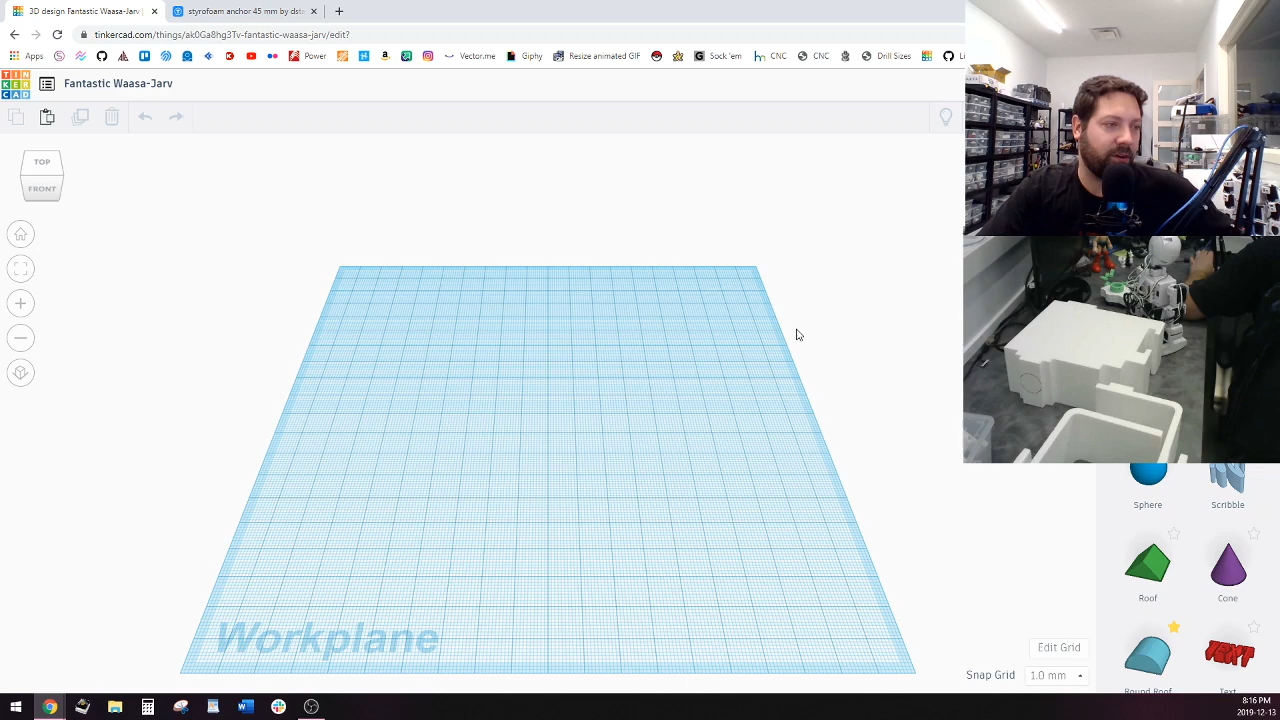 3D design Fantastic Waasa-Jarv
styrofoam anchor 45 mm by dst
tinkercad.com/things/ak0Ga8hg3Tv-fantastic-waasa-jarv/edit?
Apps
Power
Vector.me
Giphy
Resize animated GIF
Sock 'em
CNC
CNC
Drill Sizes
TIN
KER
CAD
Fantastic Waasa-Jarv
TOP
FRONT
Workplane
Sphere
Scribble
Roof
Cone
Edit Grid
Snap Grid
1.0 mm
Round Roof
Text
8:16 PM
2019-12-13